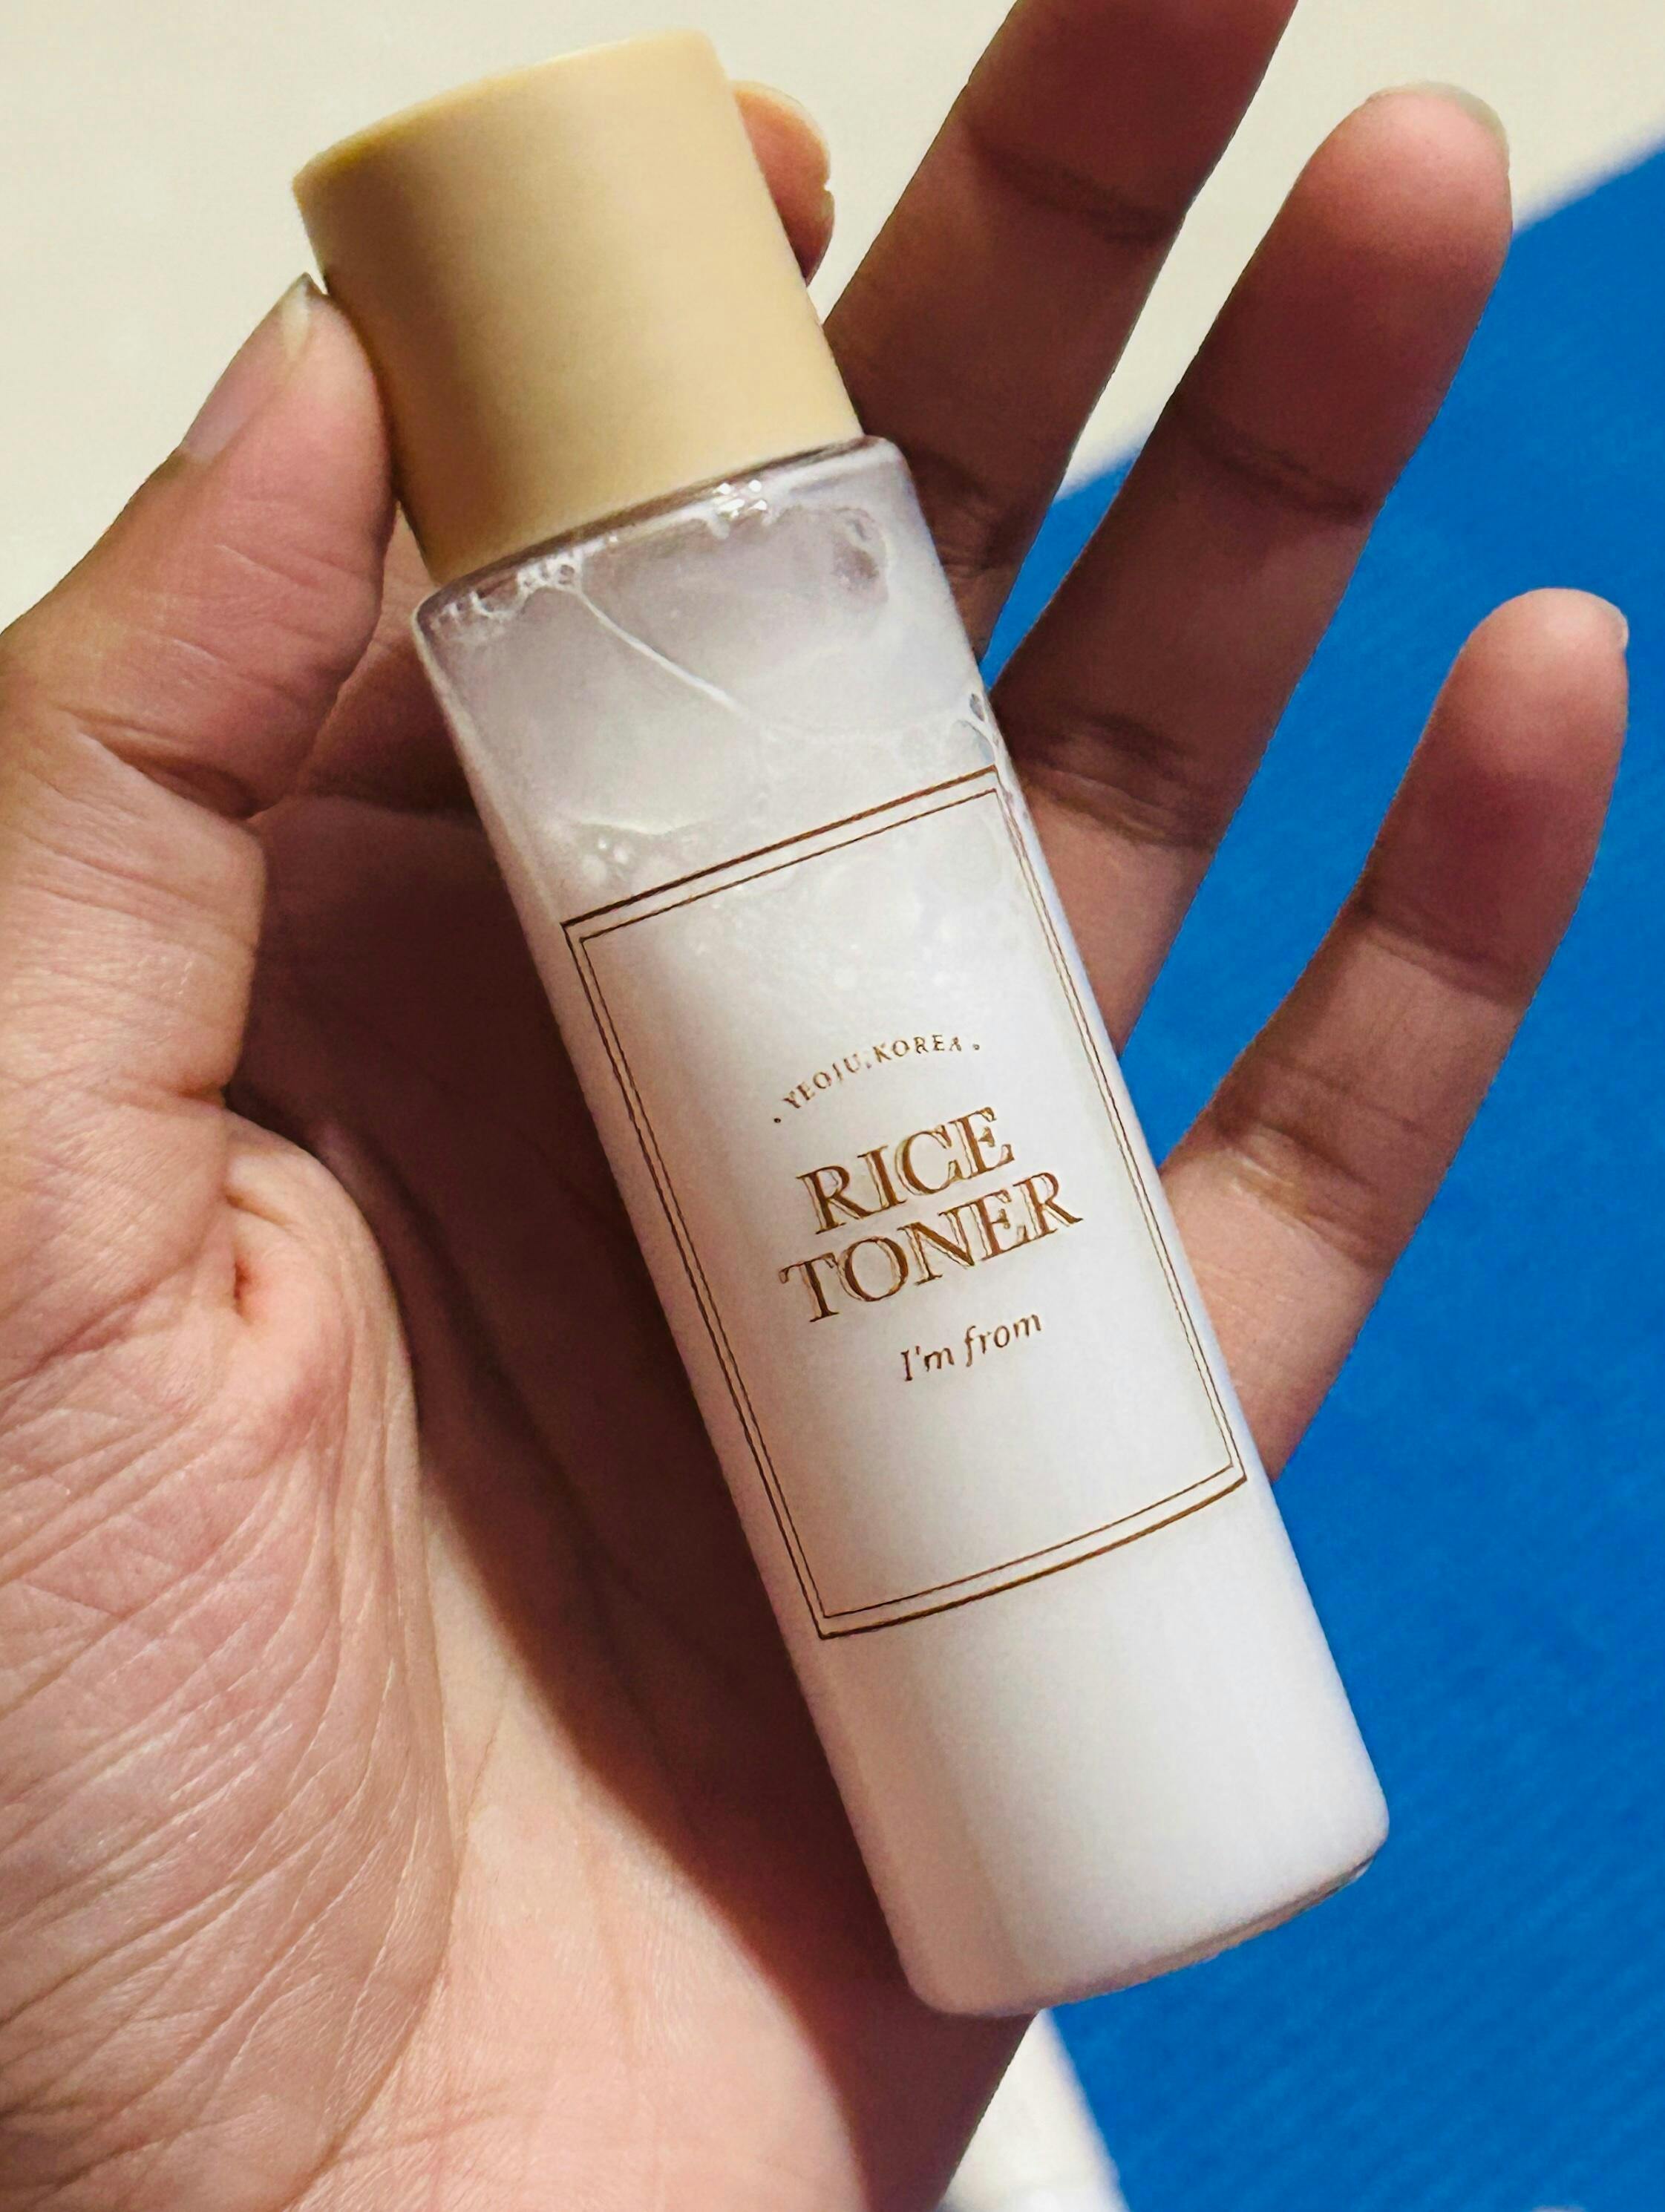 · YEOJU, KOREA ·
RICE
TONER
I'm from